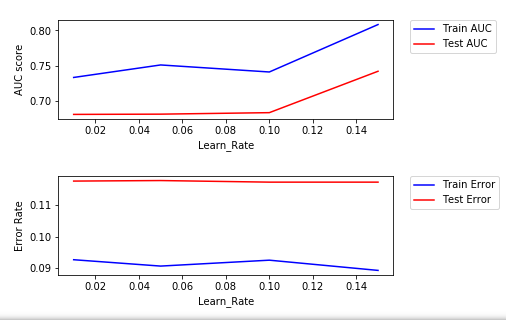 AUC score
0.80
0.75
0.70
0.02 0.04 0.06 0.08 0.10 0.12 0.14
Learn_Rate
Train AUC
Test AUC
Error Rate
0.11
0.10
0.09
0.02 0.04 0.06 0.08 0.10 0.12 0.14
Learn_Rate
Train Error
Test Error